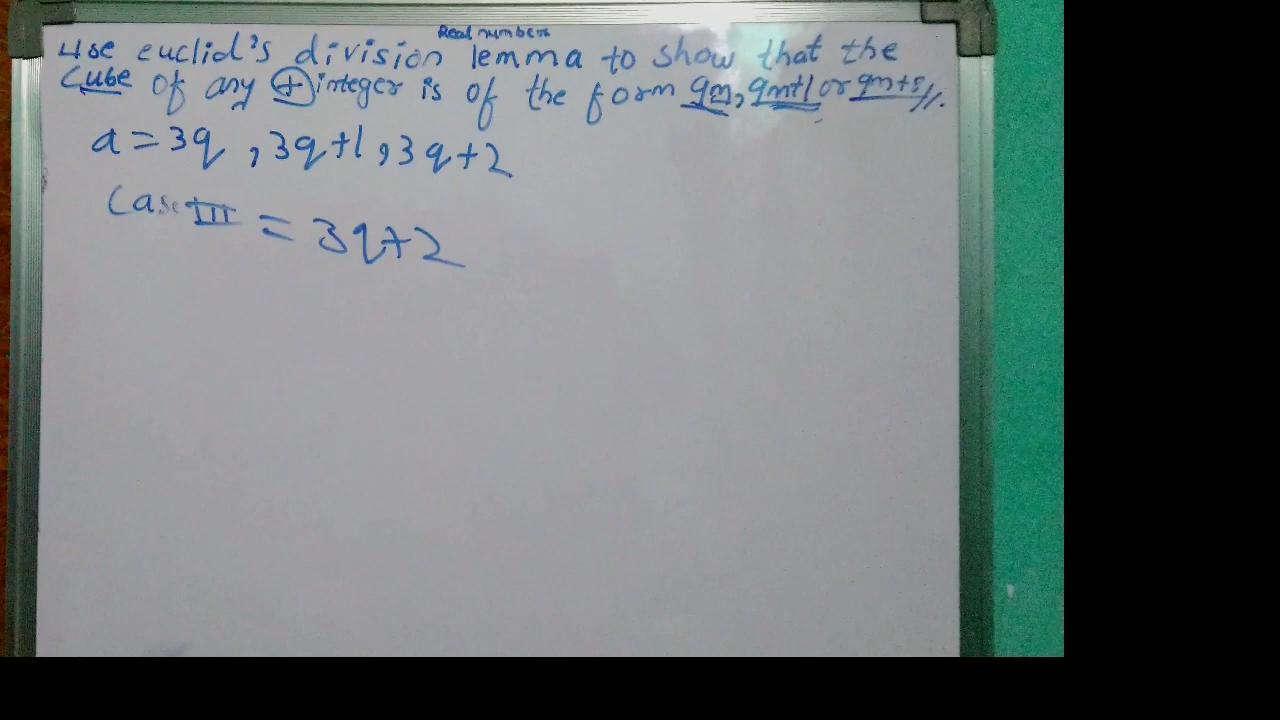 Real numbers
Use euclid's division lemma to show that the
cube of any (+) integer is of the form 9m, 9m+1 or 9m+8//.
a = 3q , 3q+1 , 3q+2
Case III = 3q+2